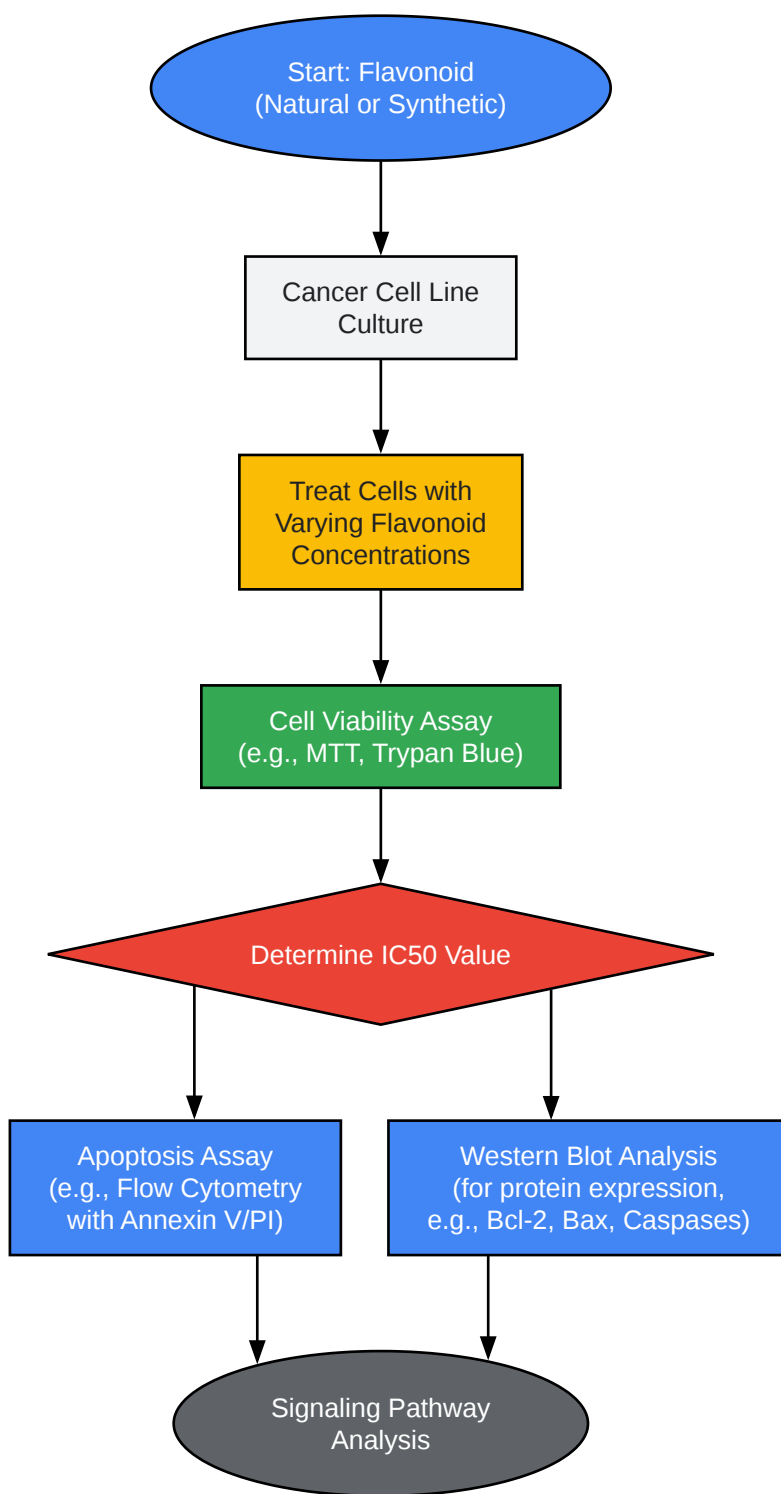 Start: Flavonoid
(Natural or Synthetic)
Cancer Cell Line
Culture
Treat Cells with
Varying Flavonoid
Concentrations
Cell Viability Assay
(e.g., MTT, Trypan Blue)
Determine IC50 Value
Apoptosis Assay
(e.g., Flow Cytometry
with Annexin V/PI)
Western Blot Analysis
(for protein expression,
e.g., Bcl-2, Bax, Caspases)
Signaling Pathway
Analysis